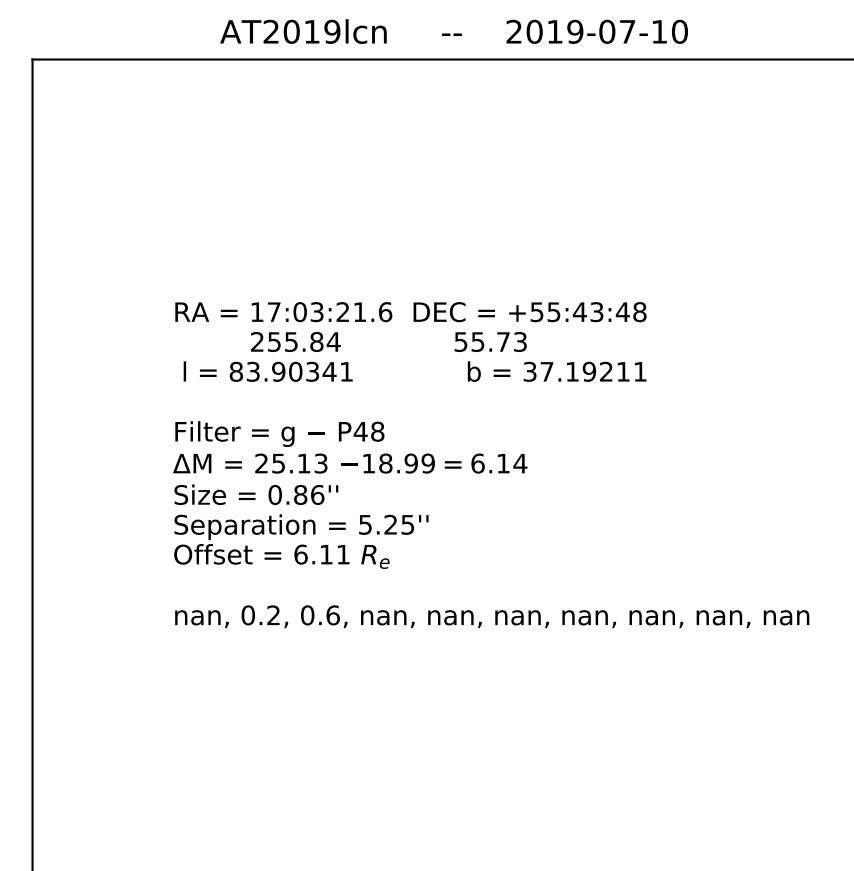 AT2019lcn -- 2019-07-10
RA = 17:03:21.6 DEC = +55:43:48
255.84 55.73
l = 83.90341 b = 37.19211
Filter = g − P48
ΔM = 25.13 −18.99 = 6.14
Size = 0.86''
Separation = 5.25''
Offset = 6.11 Re
nan, 0.2, 0.6, nan, nan, nan, nan, nan, nan, nan